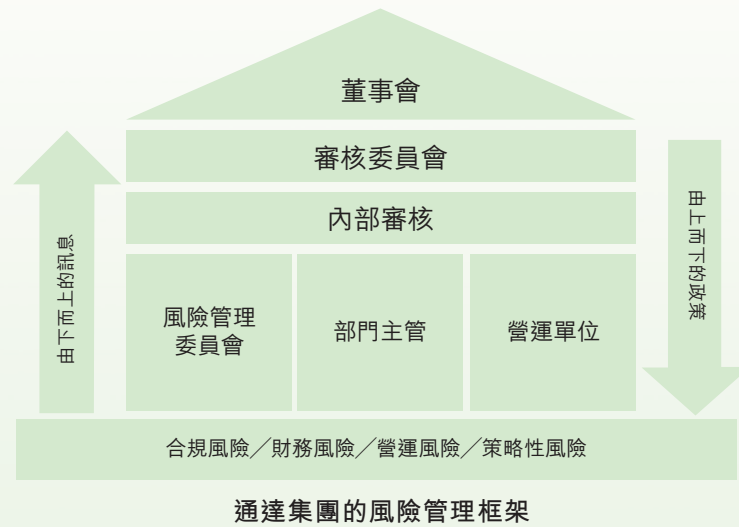 董事會
審核委員會
內部審核
風險管理
委員會
部門主管
營運單位
由下而上的訊息
由上而下的政策
合規風險╱財務風險╱營運風險╱策略性風險
通達集團的風險管理框架